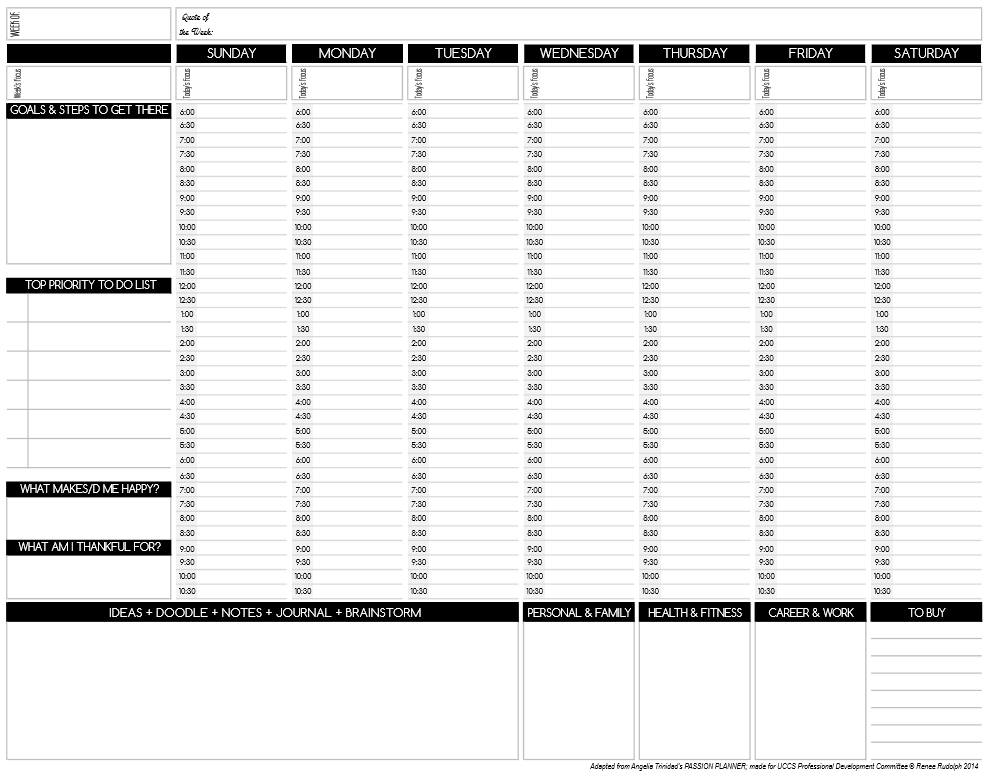 WEEK OF:
Quote of
the Week:
SUNDAY MONDAY TUESDAY WEDNESDAY THURSDAY FRIDAY SATURDAY
Week's Focus Today's Focus Today's Focus Today's Focus Today's Focus Today's Focus Today's Focus Today's Focus
GOALS & STEPS TO GET THERE
6:00 6:00 6:00 6:00 6:00 6:00 6:00
6:30 6:30 6:30 6:30 6:30 6:30 6:30
7:00 7:00 7:00 7:00 7:00 7:00 7:00
7:30 7:30 7:30 7:30 7:30 7:30 7:30
8:00 8:00 8:00 8:00 8:00 8:00 8:00
8:30 8:30 8:30 8:30 8:30 8:30 8:30
9:00 9:00 9:00 9:00 9:00 9:00 9:00
9:30 9:30 9:30 9:30 9:30 9:30 9:30
10:00 10:00 10:00 10:00 10:00 10:00 10:00
10:30 10:30 10:30 10:30 10:30 10:30 10:30
11:00 11:00 11:00 11:00 11:00 11:00 11:00
11:30 11:30 11:30 11:30 11:30 11:30 11:30
TOP PRIORITY TO DO LIST
12:00 12:00 12:00 12:00 12:00 12:00 12:00
12:30 12:30 12:30 12:30 12:30 12:30 12:30
1:00 1:00 1:00 1:00 1:00 1:00 1:00
1:30 1:30 1:30 1:30 1:30 1:30 1:30
2:00 2:00 2:00 2:00 2:00 2:00 2:00
2:30 2:30 2:30 2:30 2:30 2:30 2:30
3:00 3:00 3:00 3:00 3:00 3:00 3:00
3:30 3:30 3:30 3:30 3:30 3:30 3:30
4:00 4:00 4:00 4:00 4:00 4:00 4:00
4:30 4:30 4:30 4:30 4:30 4:30 4:30
5:00 5:00 5:00 5:00 5:00 5:00 5:00
5:30 5:30 5:30 5:30 5:30 5:30 5:30
6:00 6:00 6:00 6:00 6:00 6:00 6:00
6:30 6:30 6:30 6:30 6:30 6:30 6:30
WHAT MAKES/D ME HAPPY?
7:00 7:00 7:00 7:00 7:00 7:00 7:00
7:30 7:30 7:30 7:30 7:30 7:30 7:30
8:00 8:00 8:00 8:00 8:00 8:00 8:00
8:30 8:30 8:30 8:30 8:30 8:30 8:30
WHAT AM I THANKFUL FOR?
9:00 9:00 9:00 9:00 9:00 9:00 9:00
9:30 9:30 9:30 9:30 9:30 9:30 9:30
10:00 10:00 10:00 10:00 10:00 10:00 10:00
10:30 10:30 10:30 10:30 10:30 10:30 10:30
IDEAS + DOODLE + NOTES + JOURNAL + BRAINSTORM PERSONAL & FAMILY HEALTH & FITNESS CAREER & WORK TO BUY
Adapted from Angelia Trinidad's PASSION PLANNER; made for UCCS Professional Development Committee © Renee Rudolph 2014